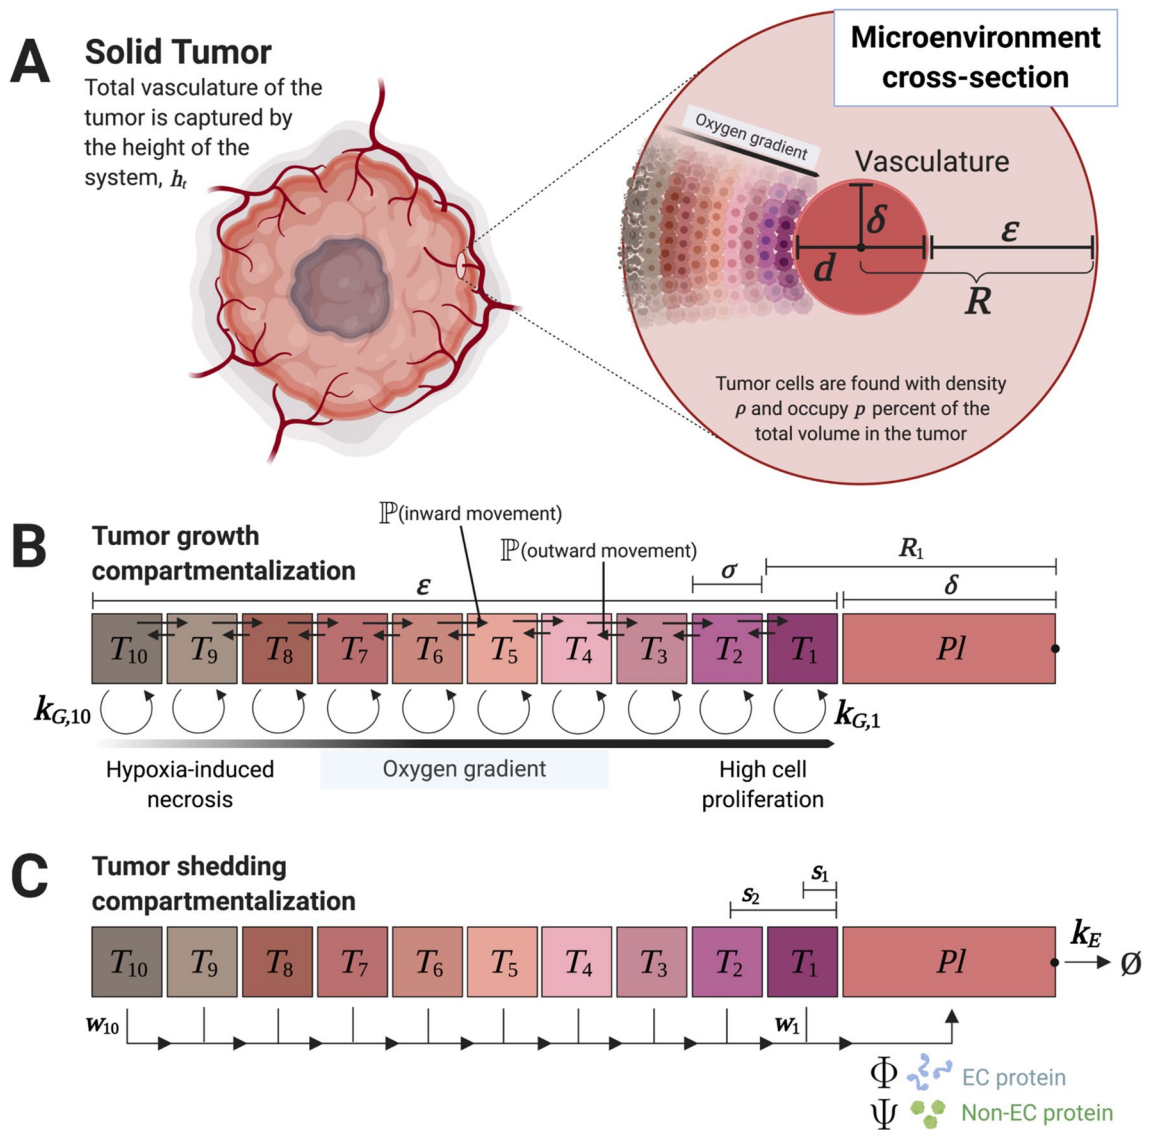 A
Solid Tumor
Total vasculature of the
tumor is captured by
the height of the
system, hₜ
Microenvironment
cross-section
Oxygen gradient
Vasculature
δ
ε
d
R
Tumor cells are found with density
ρ and occupy p percent of the
total volume in the tumor
B
Tumor growth
compartmentalization
ℙ(inward movement)
ℙ(outward movement)
R₁
σ
ε
δ
T₁₀ T₉ T₈ T₇ T₆ T₅ T₄ T₃ T₂ T₁ Pl
k_G,10
k_G,1
Hypoxia-induced
necrosis
Oxygen gradient
High cell
proliferation
C
Tumor shedding
compartmentalization
s₁
s₂
T₁₀ T₉ T₈ T₇ T₆ T₅ T₄ T₃ T₂ T₁ Pl
k_E
Ø
w₁₀
w₁
Φ EC protein
Ψ Non-EC protein